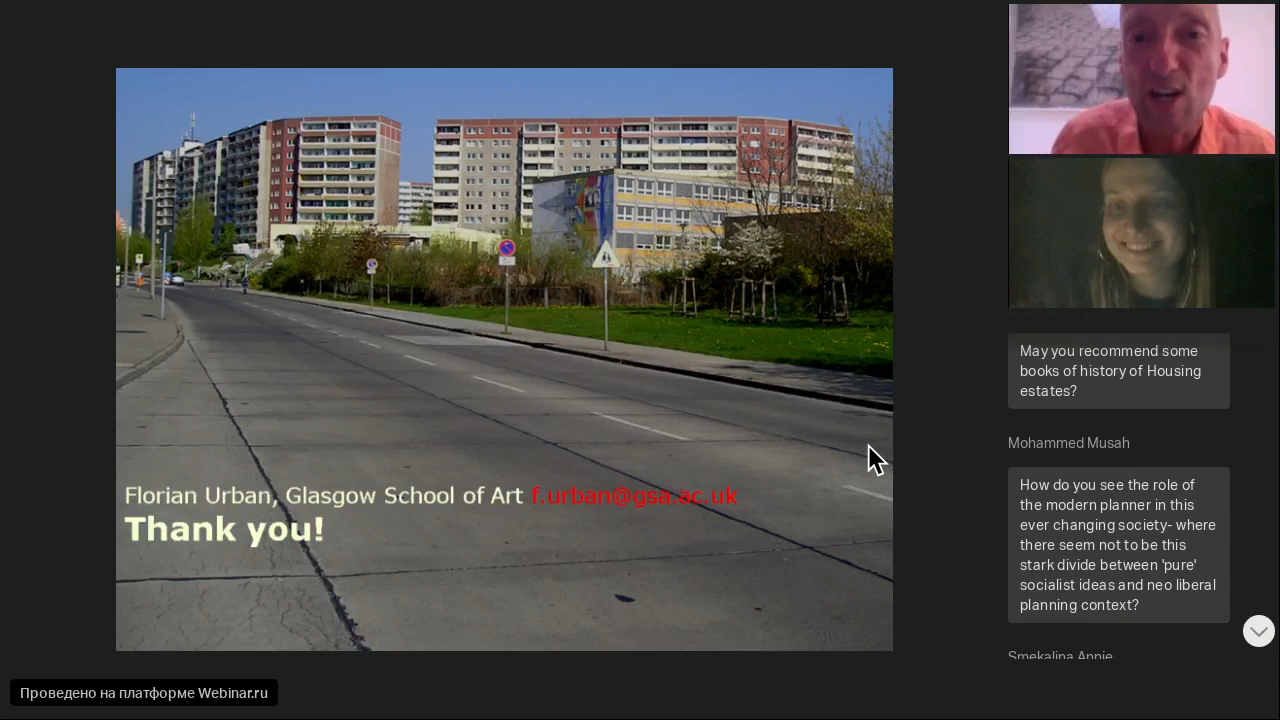 Florian Urban, Glasgow School of Art f.urban@gsa.ac.uk
Thank you!
May you recommend some
books of history of Housing
estates?
Mohammed Musah
How do you see the role of
the modern planner in this
ever changing society- where
there seem not to be this
stark divide between 'pure'
socialist ideas and neo liberal
planning context?
Smekalina Annie
Проведено на платформе Webinar.ru